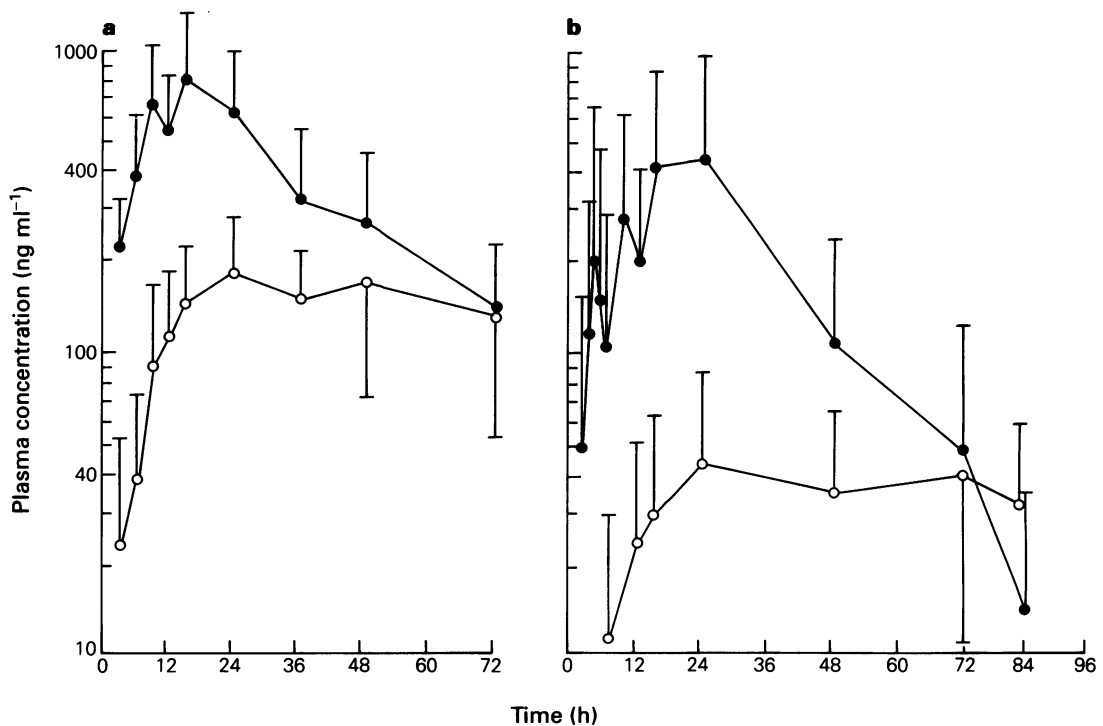 a
b
1000
400
100
40
10
Plasma concentration (ng ml⁻¹)
0 12 24 36 48 60 72
0 12 24 36 48 60 72 84 96
Time (h)